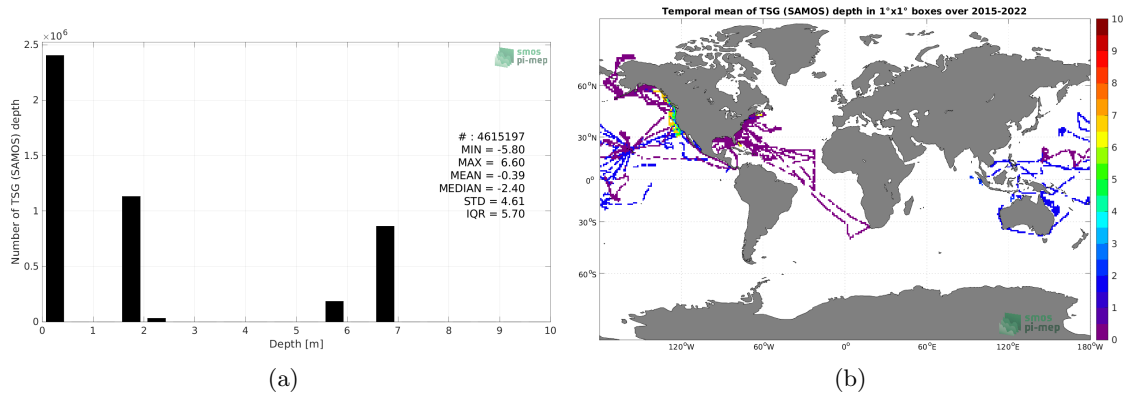 ×10⁶
2.5
2
1.5
1
0.5
0
Number of TSG (SAMOS) depth
smos
pi-mep
# : 4615197
MIN = -5.80
MAX = 6.60
MEAN = -0.39
MEDIAN = -2.40
STD = 4.61
IQR = 5.70
0 1 2 3 4 5 6 7 8 9 10
Depth [m]
(a)
Temporal mean of TSG (SAMOS) depth in 1°x1° boxes over 2015-2022
60°N
30°N
0°
30°S
60°S
120°W 60°W 0° 60°E 120°E 180°W
smos
pi-mep
10
9
8
7
6
5
4
3
2
1
0
(b)